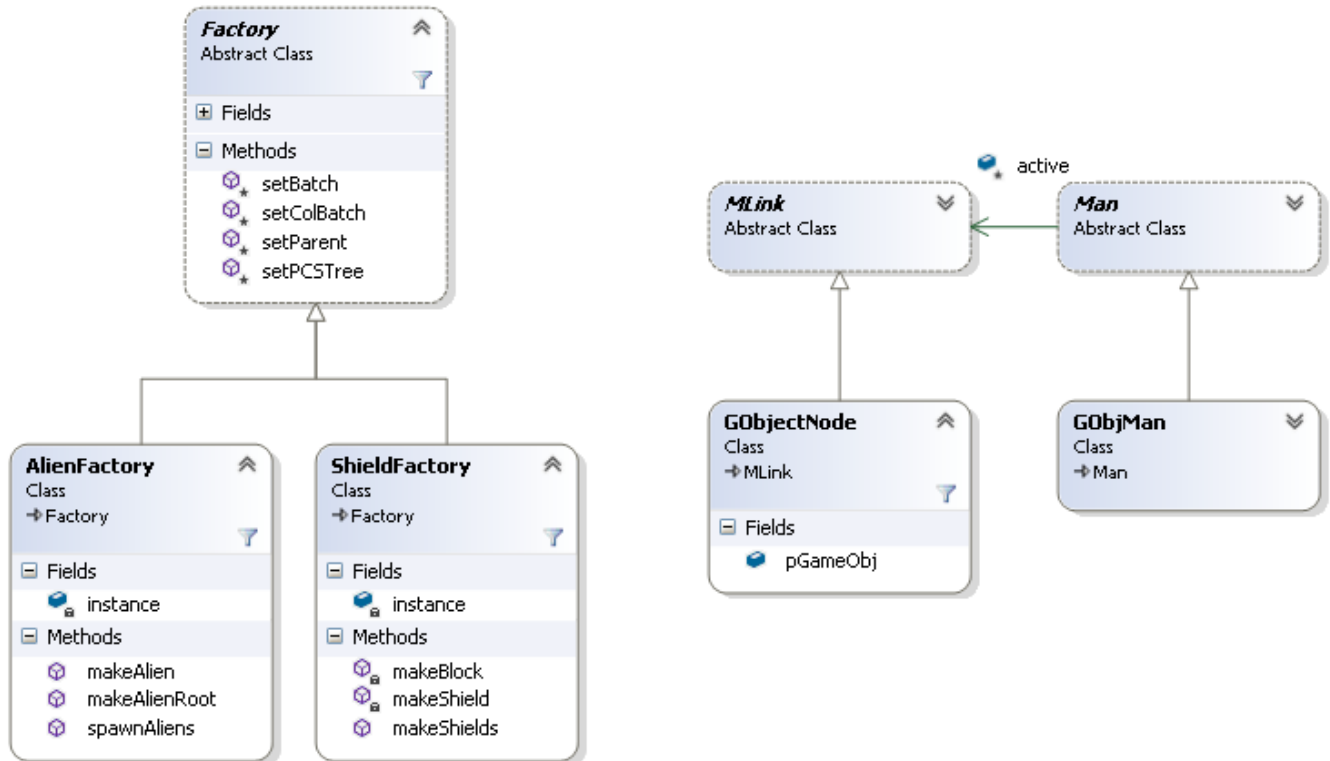 Factory
Abstract Class
Fields
Methods
setBatch
setColBatch
setParent
setPCSTree
active
MLink
Abstract Class
Man
Abstract Class
AlienFactory
Class
Factory
Fields
instance
Methods
makeAlien
makeAlienRoot
spawnAliens
ShieldFactory
Class
Factory
Fields
instance
Methods
makeBlock
makeShield
makeShields
GObjectNode
Class
MLink
Fields
pGameObj
GObjMan
Class
Man